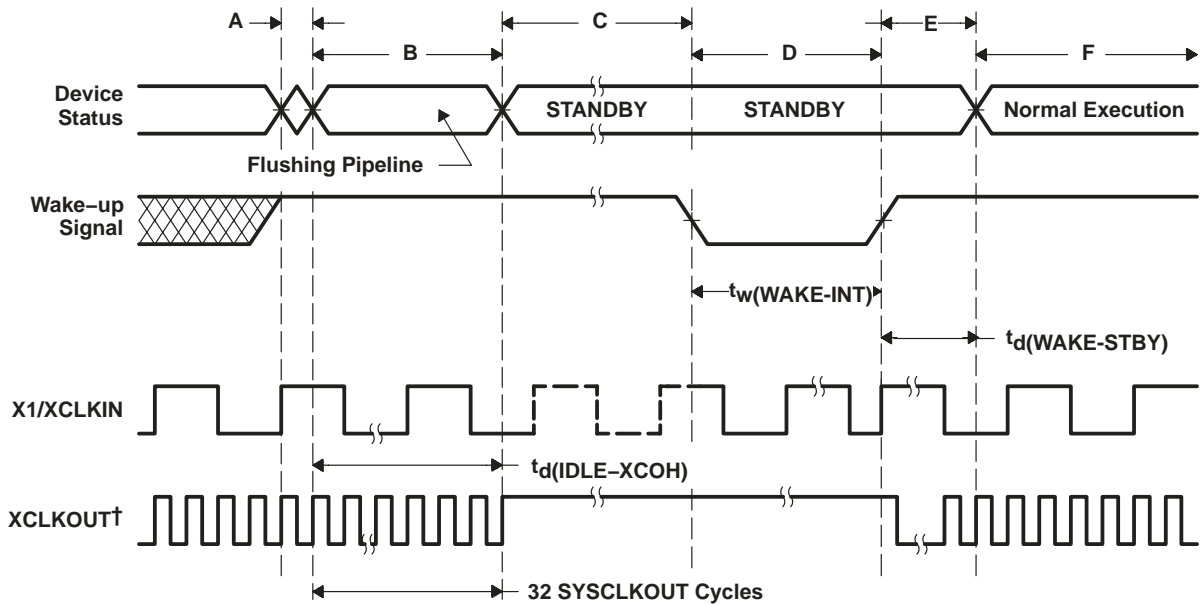 A
B
C
D
E
F
Device
Status
STANDBY
STANDBY
Normal Execution
Flushing Pipeline
Wake−up
Signal
tw(WAKE-INT)
td(WAKE-STBY)
X1/XCLKIN
td(IDLE−XCOH)
XCLKOUT†
32 SYSCLKOUT Cycles